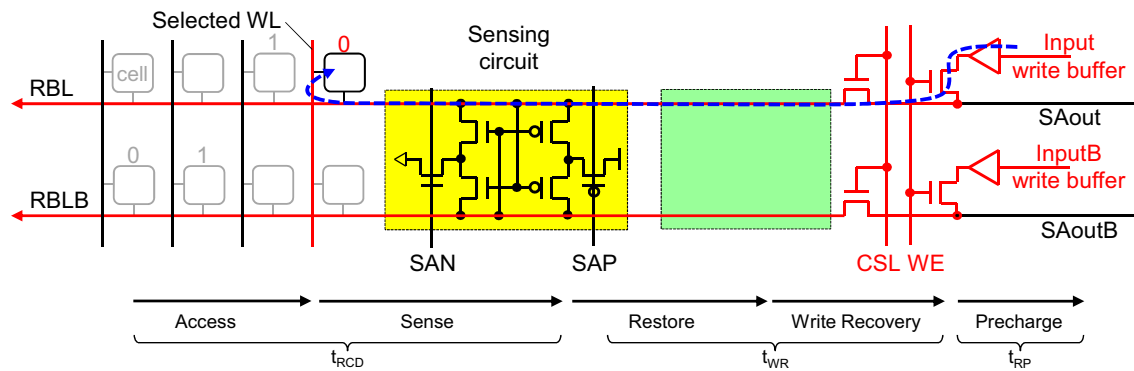 Selected WL
0
1
Sensing
circuit
Input
write buffer
cell
RBL
SAout
0
1
InputB
write buffer
RBLB
SAoutB
SAN
SAP
CSL WE
Access
Sense
Restore
Write Recovery
Precharge
tRCD
tWR
tRP